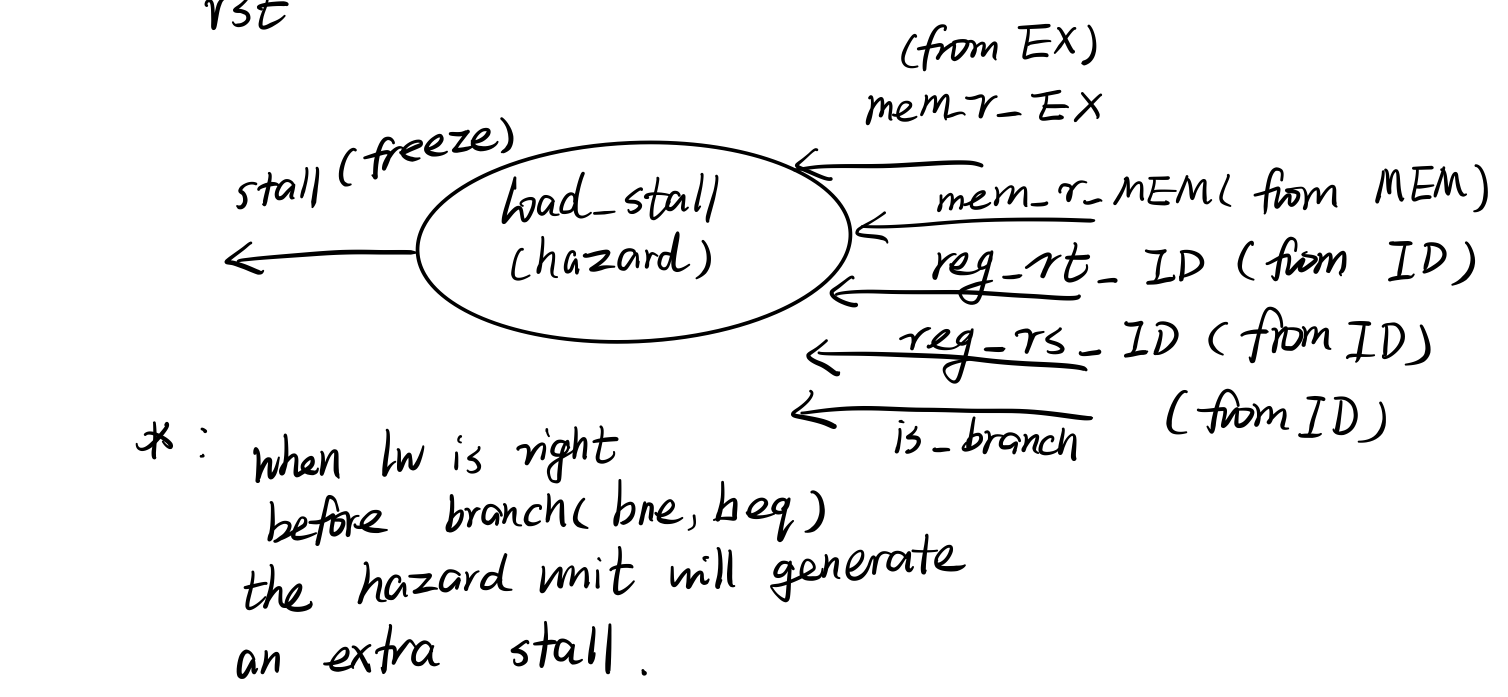 rst
(from EX)
mem_r_EX
stall (freeze)
load_stall
(hazard)
mem_r_MEM( from MEM)
reg_rt_ID (from ID)
reg_rs_ID (from ID)
(from ID)
is_branch
*: when lw is right
before branch( bne, beq)
the hazard unit will generate
an extra stall.